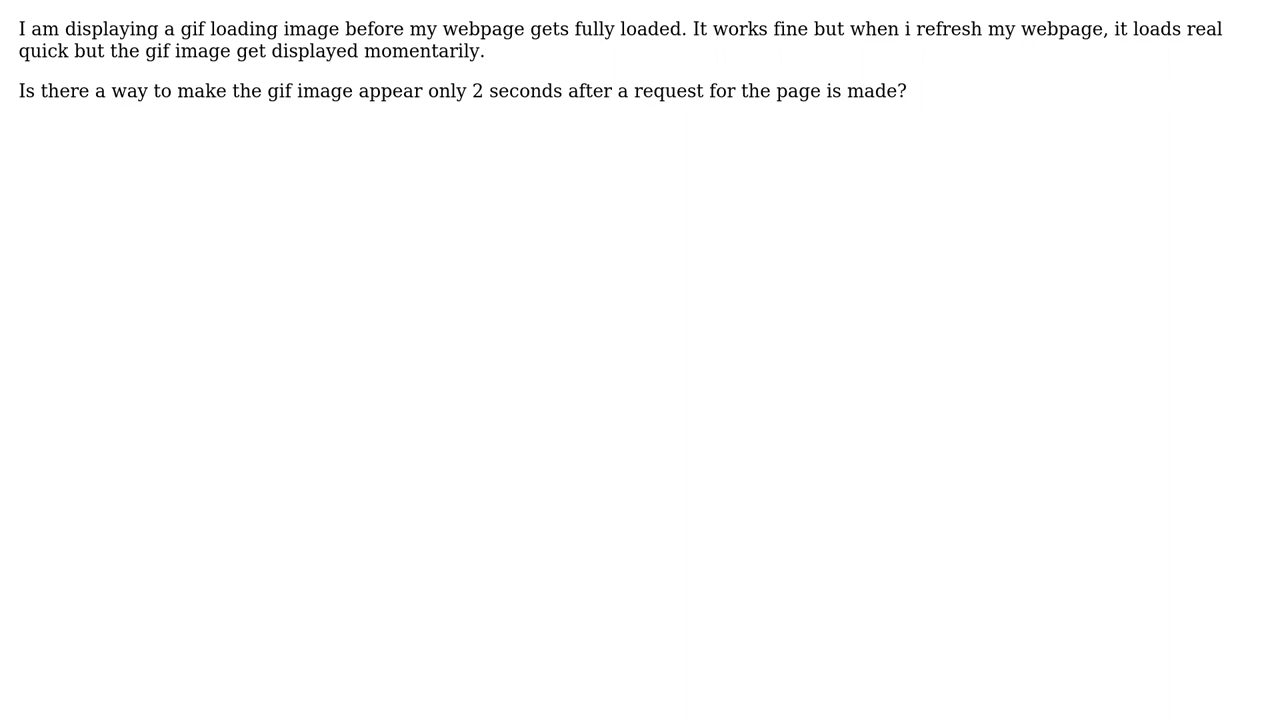 I am displaying a gif loading image before my webpage gets fully loaded. It works fine but when i refresh my webpage, it loads real
quick but the gif image get displayed momentarily.
Is there a way to make the gif image appear only 2 seconds after a request for the page is made?